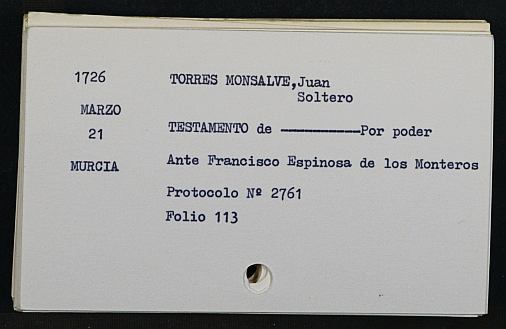 1726 TORRES MONSALVE,Juan
Soltero
MARZO
21 TESTAMENTO de ----------Por poder
MURCIA Ante Francisco Espinosa de los Monteros
Protocolo Nº 2761
Folio 113